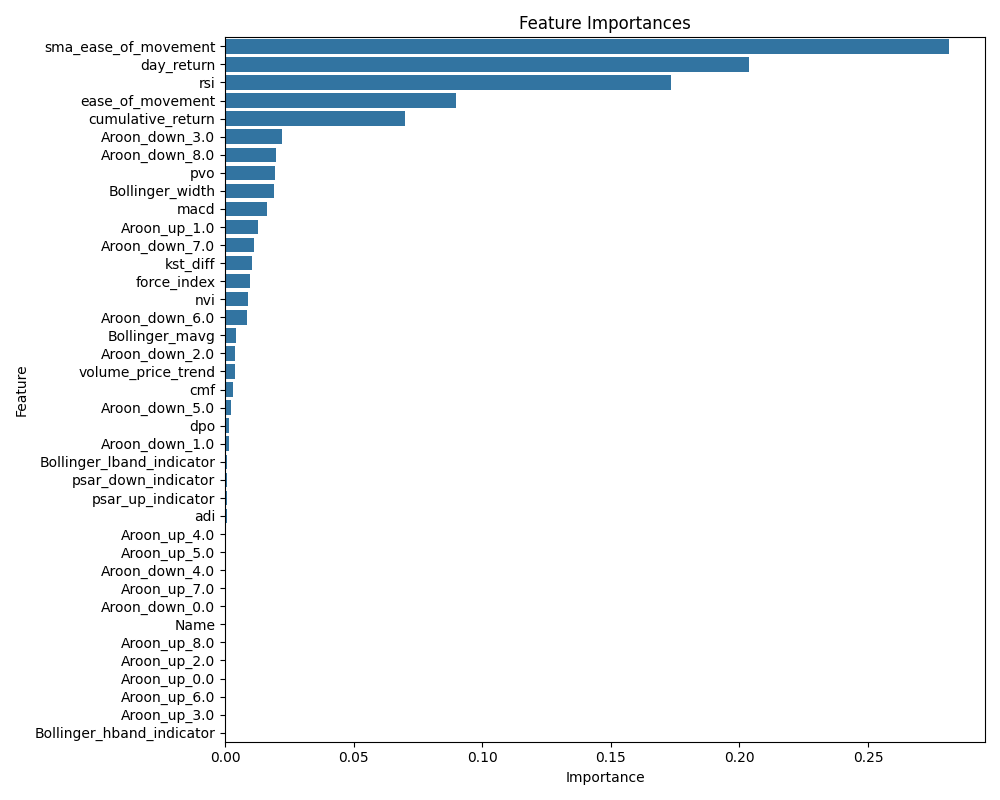 Feature Importances
sma_ease_of_movement
day_return
rsi
ease_of_movement
cumulative_return
Aroon_down_3.0
Aroon_down_8.0
pvo
Bollinger_width
macd
Aroon_up_1.0
Aroon_down_7.0
kst_diff
force_index
nvi
Aroon_down_6.0
Bollinger_mavg
Aroon_down_2.0
volume_price_trend
cmf
Aroon_down_5.0
dpo
Aroon_down_1.0
Bollinger_lband_indicator
psar_down_indicator
psar_up_indicator
adi
Aroon_up_4.0
Aroon_up_5.0
Aroon_down_4.0
Aroon_up_7.0
Aroon_down_0.0
Name
Aroon_up_8.0
Aroon_up_2.0
Aroon_up_0.0
Aroon_up_6.0
Aroon_up_3.0
Bollinger_hband_indicator
Feature
0.00 0.05 0.10 0.15 0.20 0.25
Importance